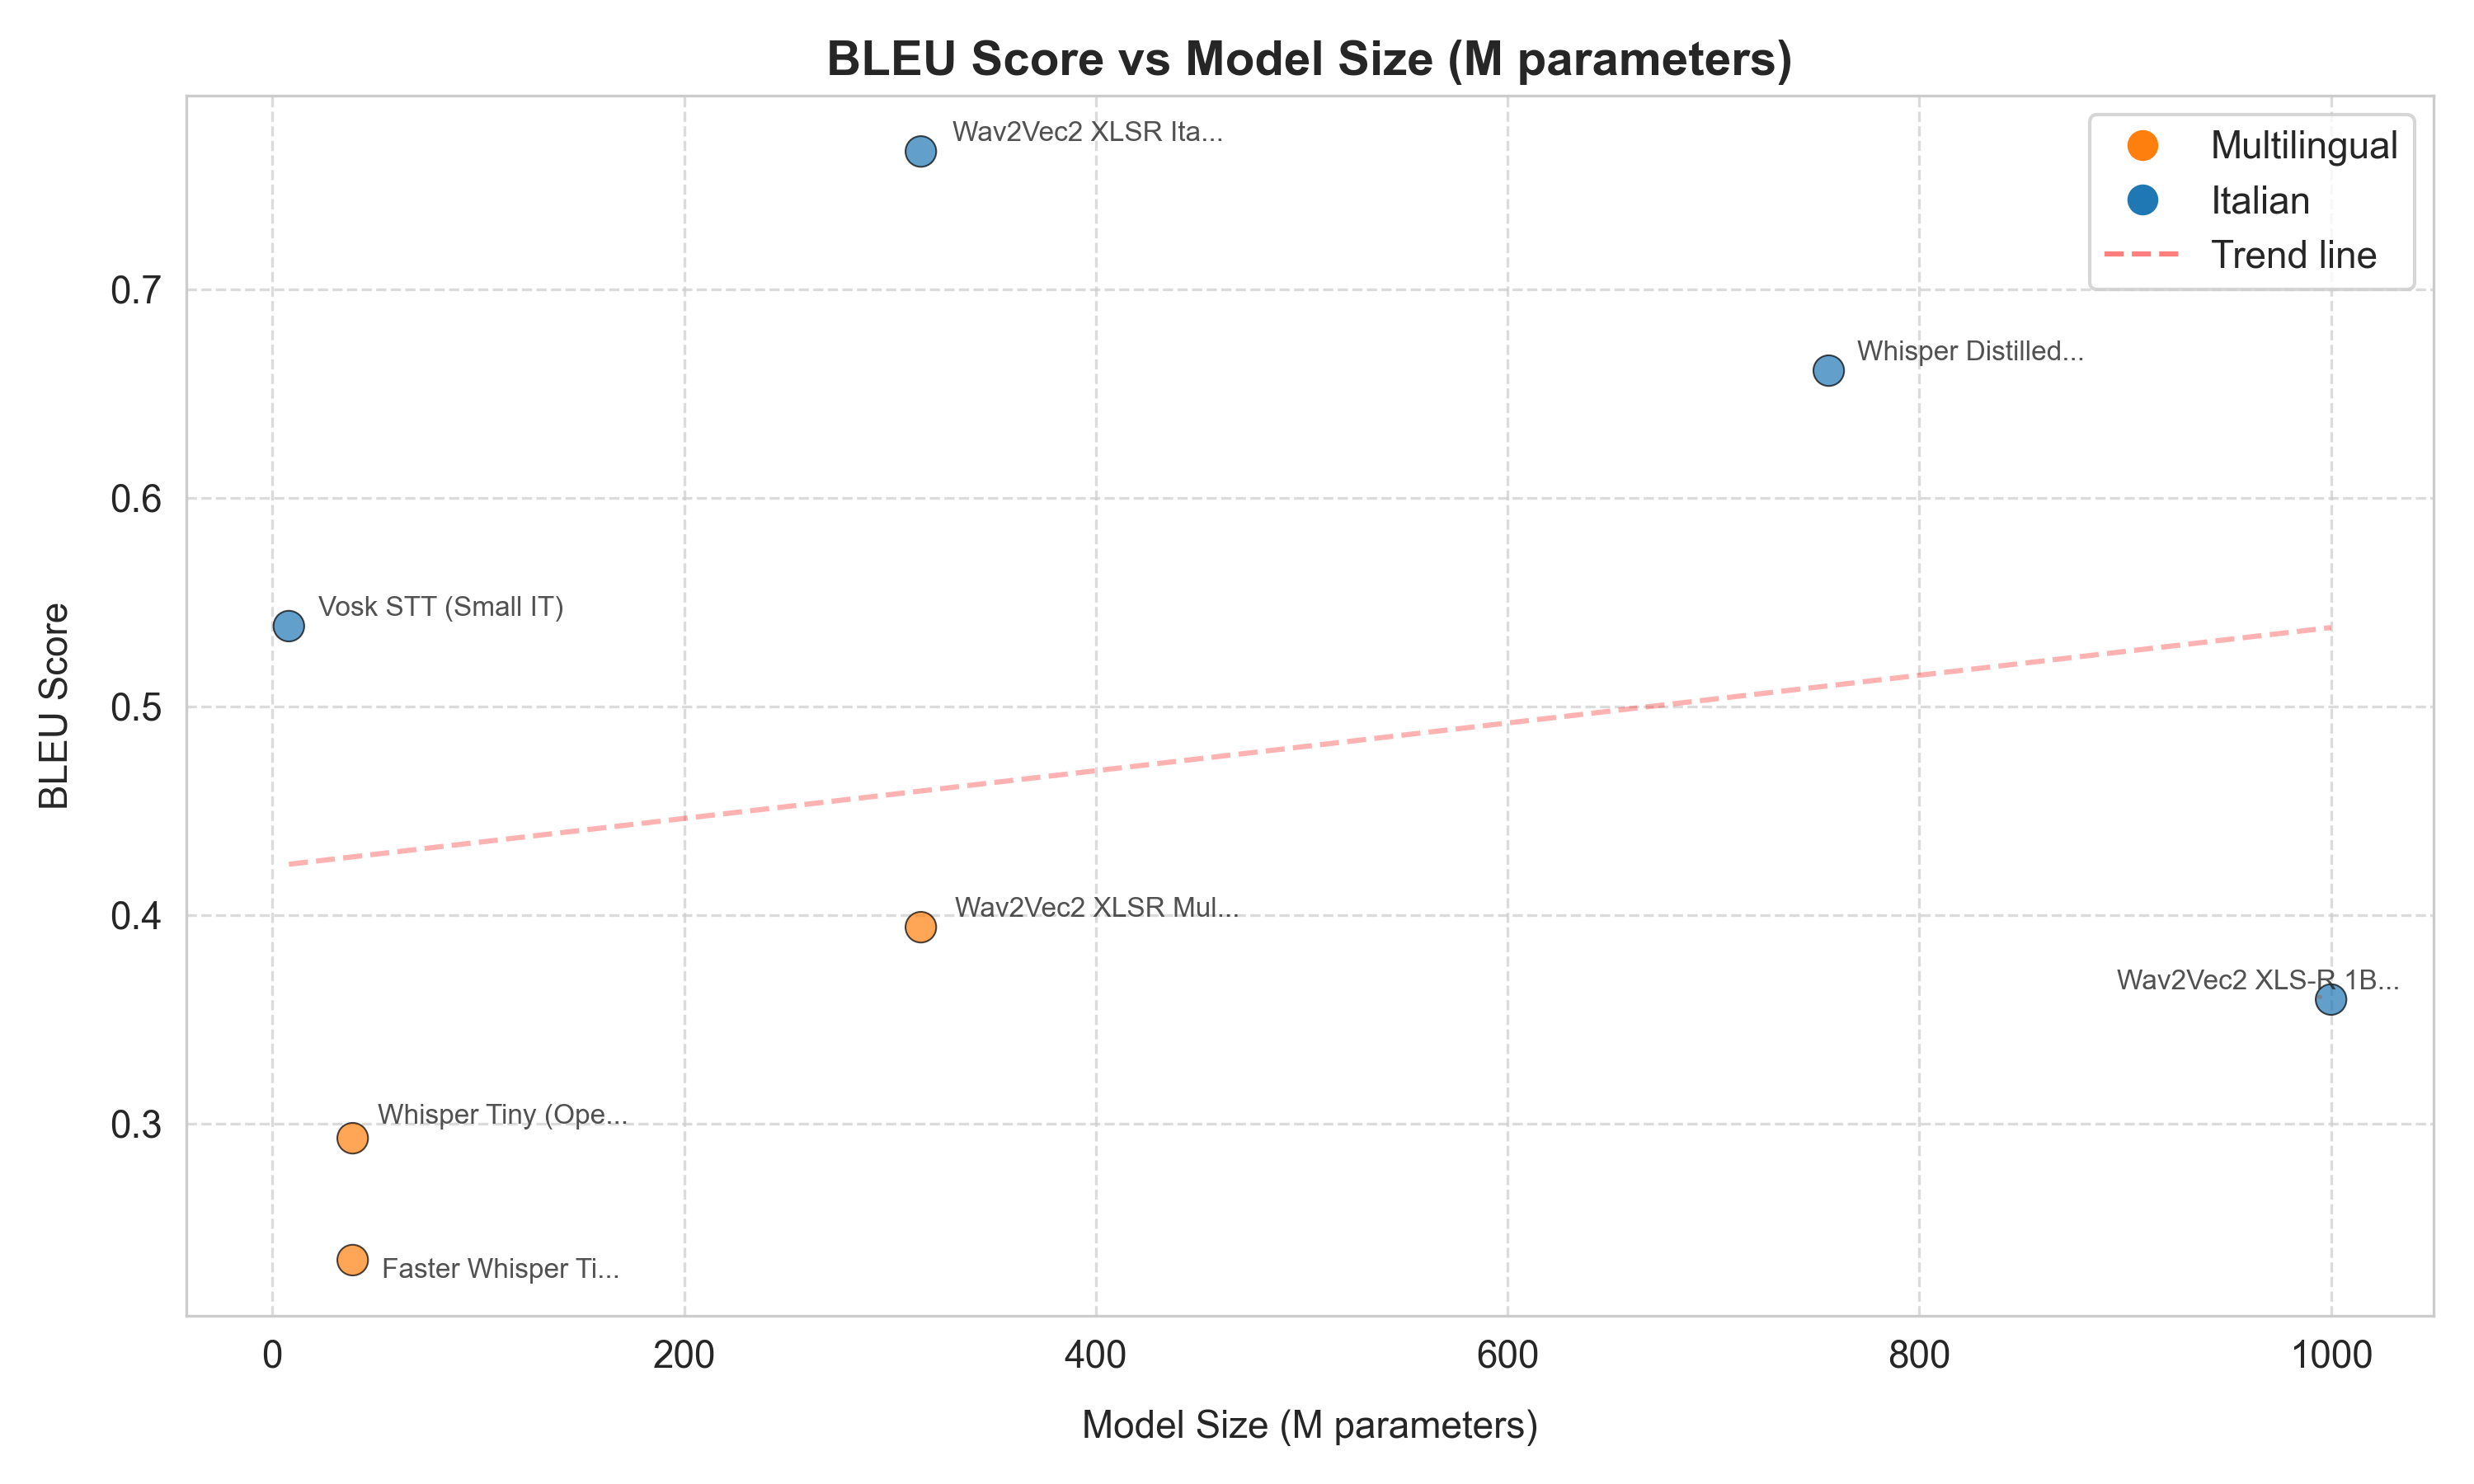 BLEU Score vs Model Size (M parameters)
Wav2Vec2 XLSR Ita...
Multilingual
Italian
Trend line
Whisper Distilled...
Vosk STT (Small IT)
Wav2Vec2 XLSR Mul...
Wav2Vec2 XLS-R 1B...
Whisper Tiny (Ope...
Faster Whisper Ti...
BLEU Score
0.7
0.6
0.5
0.4
0.3
0 200 400 600 800 1000
Model Size (M parameters)